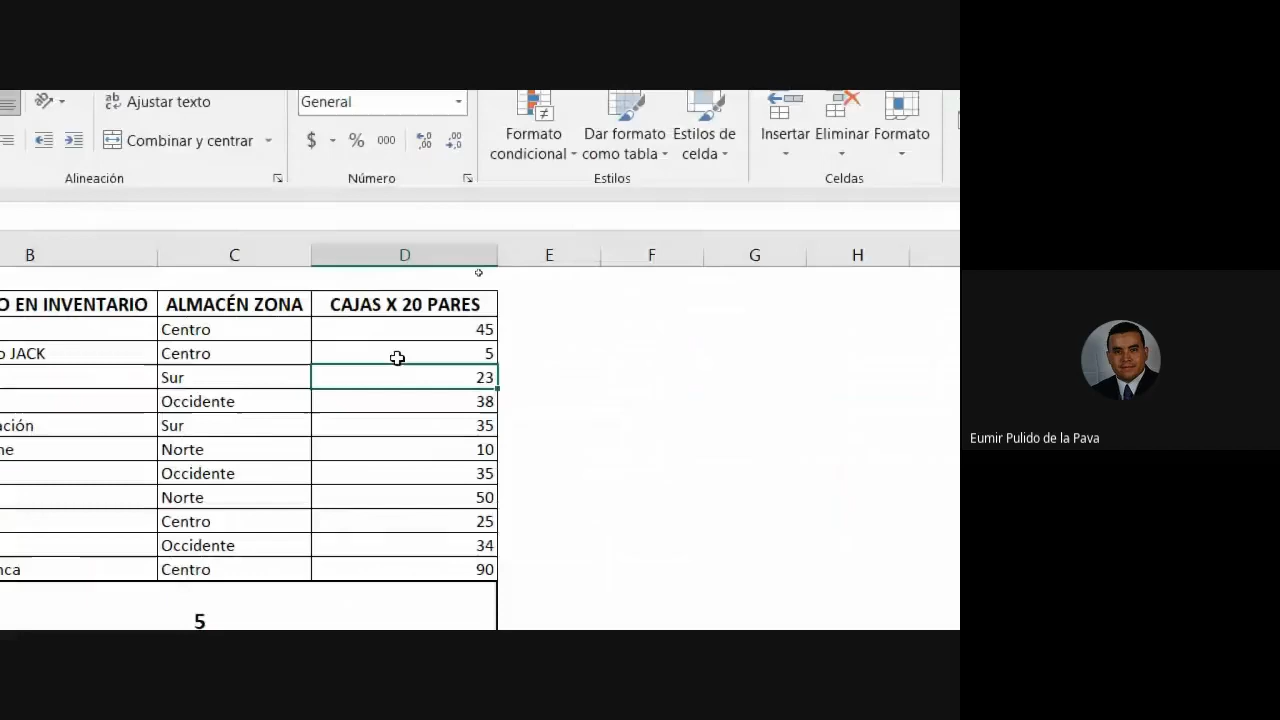 Ajustar texto
General
Combinar y centrar
$ % 000
Formato condicional
Dar formato como tabla
Estilos de celda
Insertar
Eliminar
Formato
Alineación
Número
Estilos
Celdas
B C D E F G H
O EN INVENTARIO ALMACÉN ZONA CAJAS X 20 PARES
Centro 45
o JACK Centro 5
Sur 23
Occidente 38
ación Sur 35
ne Norte 10
Occidente 35
Norte 50
Centro 25
Occidente 34
nca Centro 90
5
Eumir Pulido de la Pava